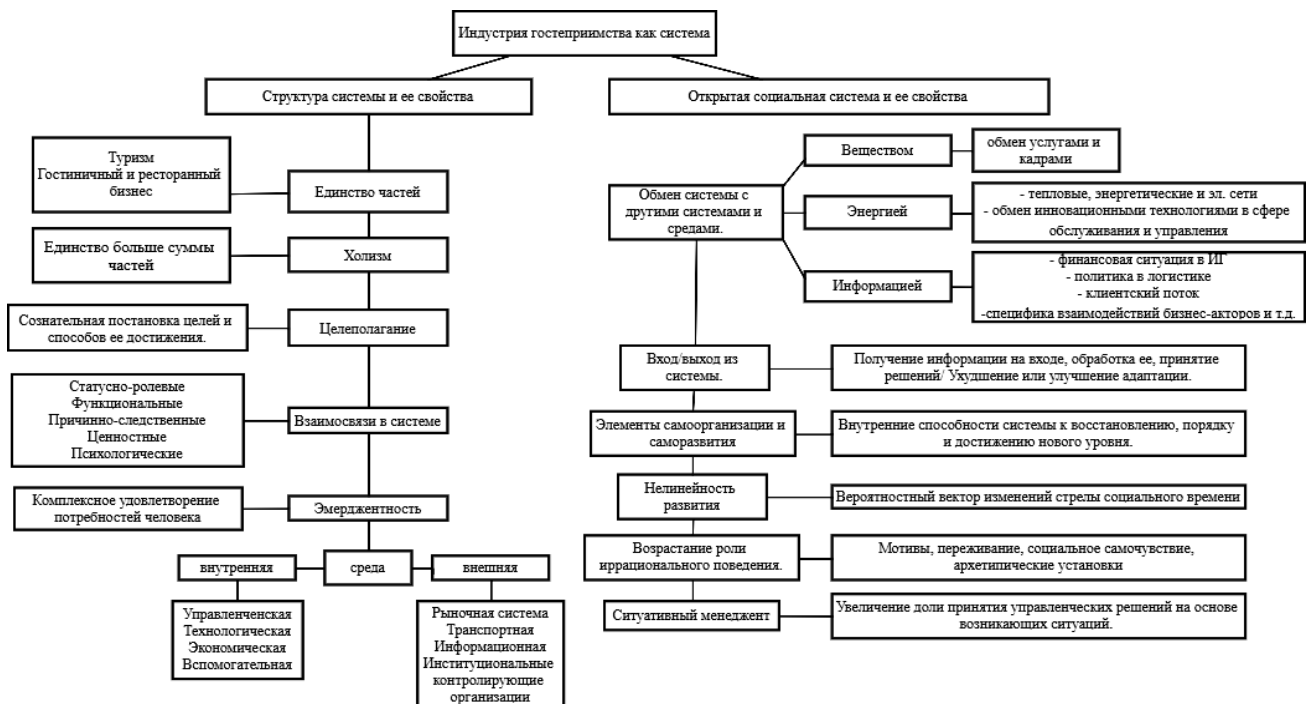 Индустрия гостеприимства как система
Структура системы и ее свойства
Туризм
Гостиничный и ресторанный
бизнес
Единство частей
Единство больше суммы
частей
Холизм
Сознательная постановка целей и
способов ее достижения.
Целеполагание
Статусно-ролевые
Функциональные
Причинно-следственные
Ценностные
Психологические
Взаимосвязи в системе
Комплексное удовлетворение
потребностей человека
Эмерджентность
внутренняя
среда
внешняя
Управленченская
Технологическая
Экономическая
Вспомогательная
Рыночная система
Транспортная
Информационная
Институциональные
контролирующие
организации
Открытая социальная система и ее свойства
Обмен системы с
другими системами и
средами.
Веществом
обмен услугами и
кадрами
Энергией
- тепловые, энергетические и эл. сети
- обмен инновационными технологиями в сфере
обслуживания и управления
Информацией
- финансовая ситуация в ИГ
- политика в логистике
- клиентский поток
-специфика взаимодействий бизнес-акторов и т.д.
Вход/выход из
системы.
Получение информации на входе, обработка ее, принятие
решений/ Ухудшение или улучшение адаптации.
Элементы самоорганизации и
саморазвития
Внутренние способности системы к восстановлению, порядку
и достижению нового уровня.
Нелинейность
развития
Вероятностный вектор изменений стрелы социального времени
Возрастание роли
иррационального поведения.
Мотивы, переживание, социальное самочувствие,
архетипические установки
Ситуативный менеджент
Увеличение доли принятия управленческих решений на основе
возникающих ситуаций.